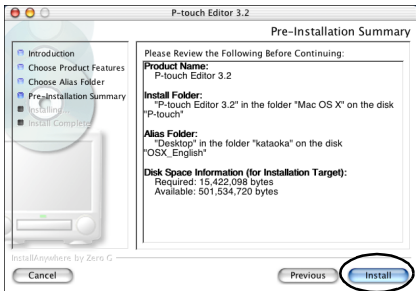 P-touch Editor 3.2
Pre-Installation Summary
Introduction
Choose Product Features
Choose Alias Folder
Pre-Installation Summary
Installing...
Install Complete
Please Review the Following Before Continuing:
Product Name:
P-touch Editor 3.2
Install Folder:
"P-touch Editor 3.2" in the folder "Mac OS X" on the disk
"P-touch"
Alias Folder:
"Desktop" in the folder "kataoka" on the disk
"OSX_English"
Disk Space Information (for Installation Target):
Required: 15,422,098 bytes
Available: 501,534,720 bytes
InstallAnywhere by Zero G
Cancel
Previous
Install